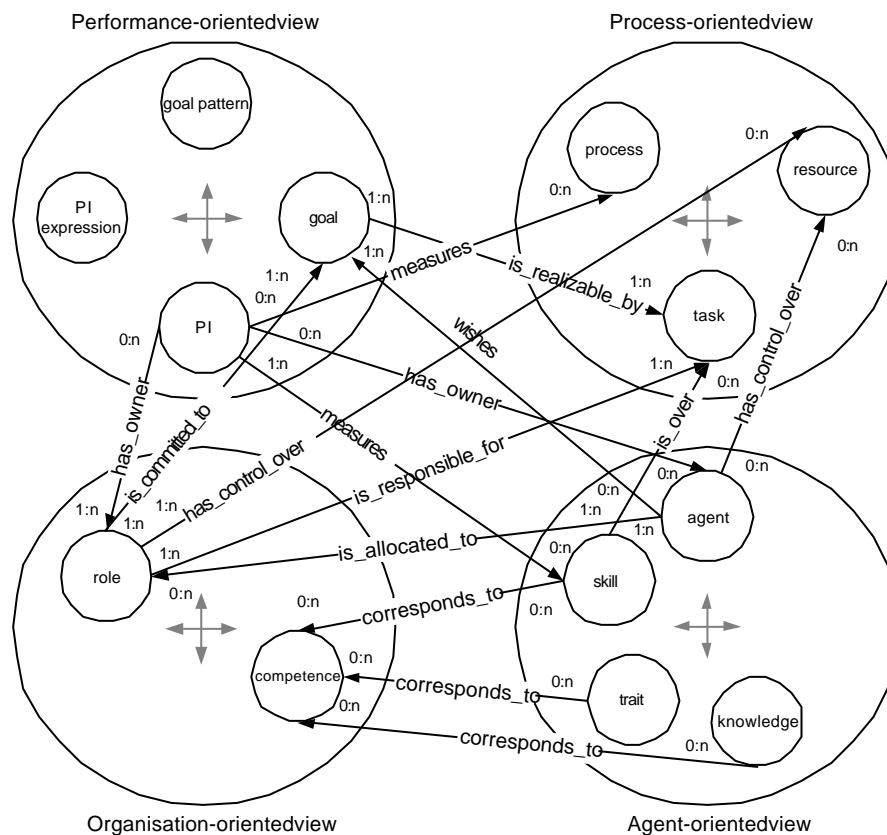 Performance-orientedview
Process-orientedview
goal pattern
0:n
process
resource
PI
expression
goal
1:n
0:n
1:n
measures
0:n
1:n
0:n
is_realizable_by
1:n
PI
0:n
0:n
wishes
task
has_control_over
1:n
1:n
0:n
has_owner
measures
has_owner
is_committed_to
is_over
is_responsible_for
has_control_over
0:n
0:n
0:n
1:n
1:n
1:n
1:n
agent
1:n
1:n
is_allocated_to
0:n
role
skill
0:n
0:n
corresponds_to
0:n
0:n
0:n
competence
corresponds_to
trait
0:n
knowledge
corresponds_to
0:n
Organisation-orientedview
Agent-orientedview